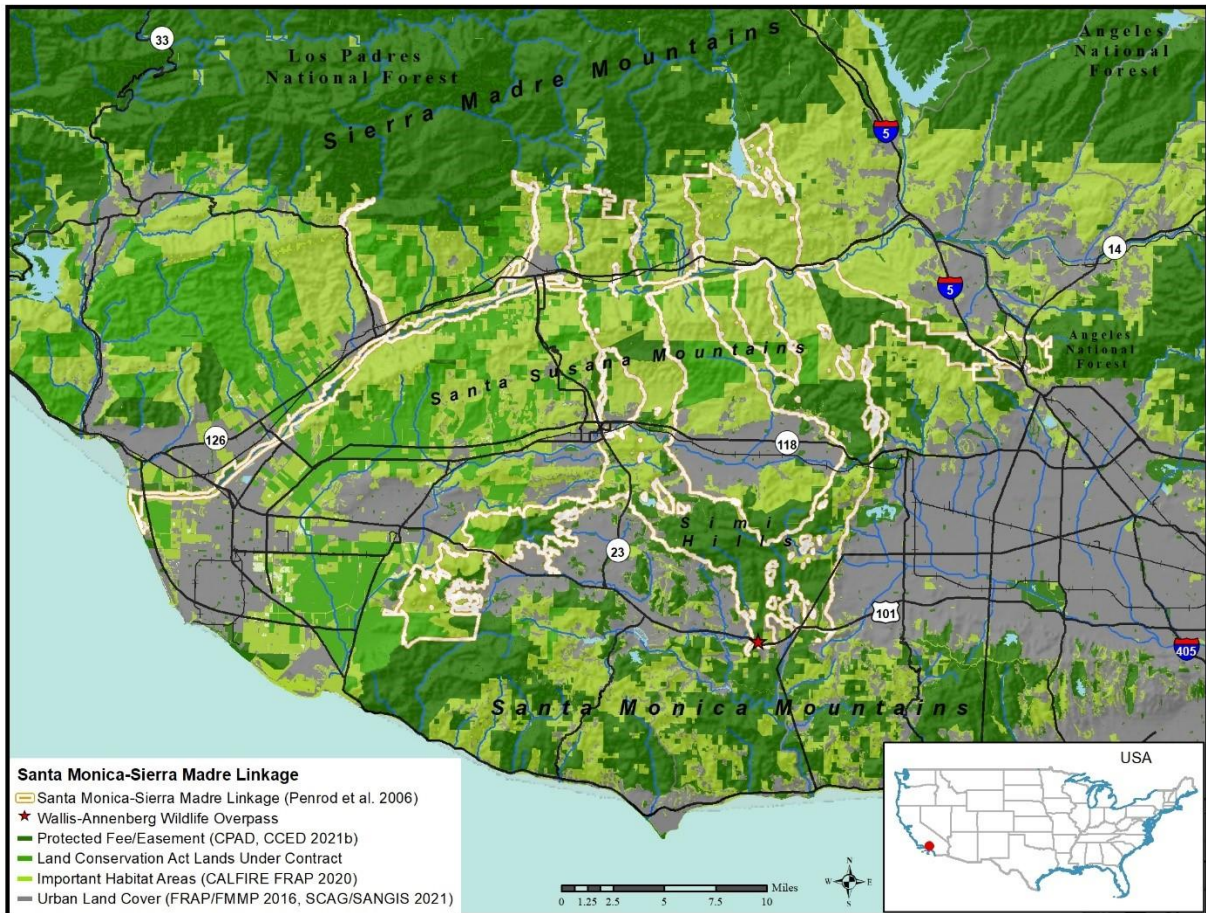 33
Los Padres
National Forest
Sierra Madre Mountains
Angeles
National
Forest
5
14
5
Angeles
National
Forest
Santa Susana Mountains
126
118
Simi
Hills
23
101
405
Santa Monica Mountains
Santa Monica-Sierra Madre Linkage
Santa Monica-Sierra Madre Linkage (Penrod et al. 2006)
Wallis-Annenberg Wildlife Overpass
Protected Fee/Easement (CPAD, CCED 2021b)
Land Conservation Act Lands Under Contract
Important Habitat Areas (CALFIRE FRAP 2020)
Urban Land Cover (FRAP/FMMP 2016, SCAG/SANGIS 2021)
Miles
0 1.25 2.5 5 7.5 10
N
W E
S
USA